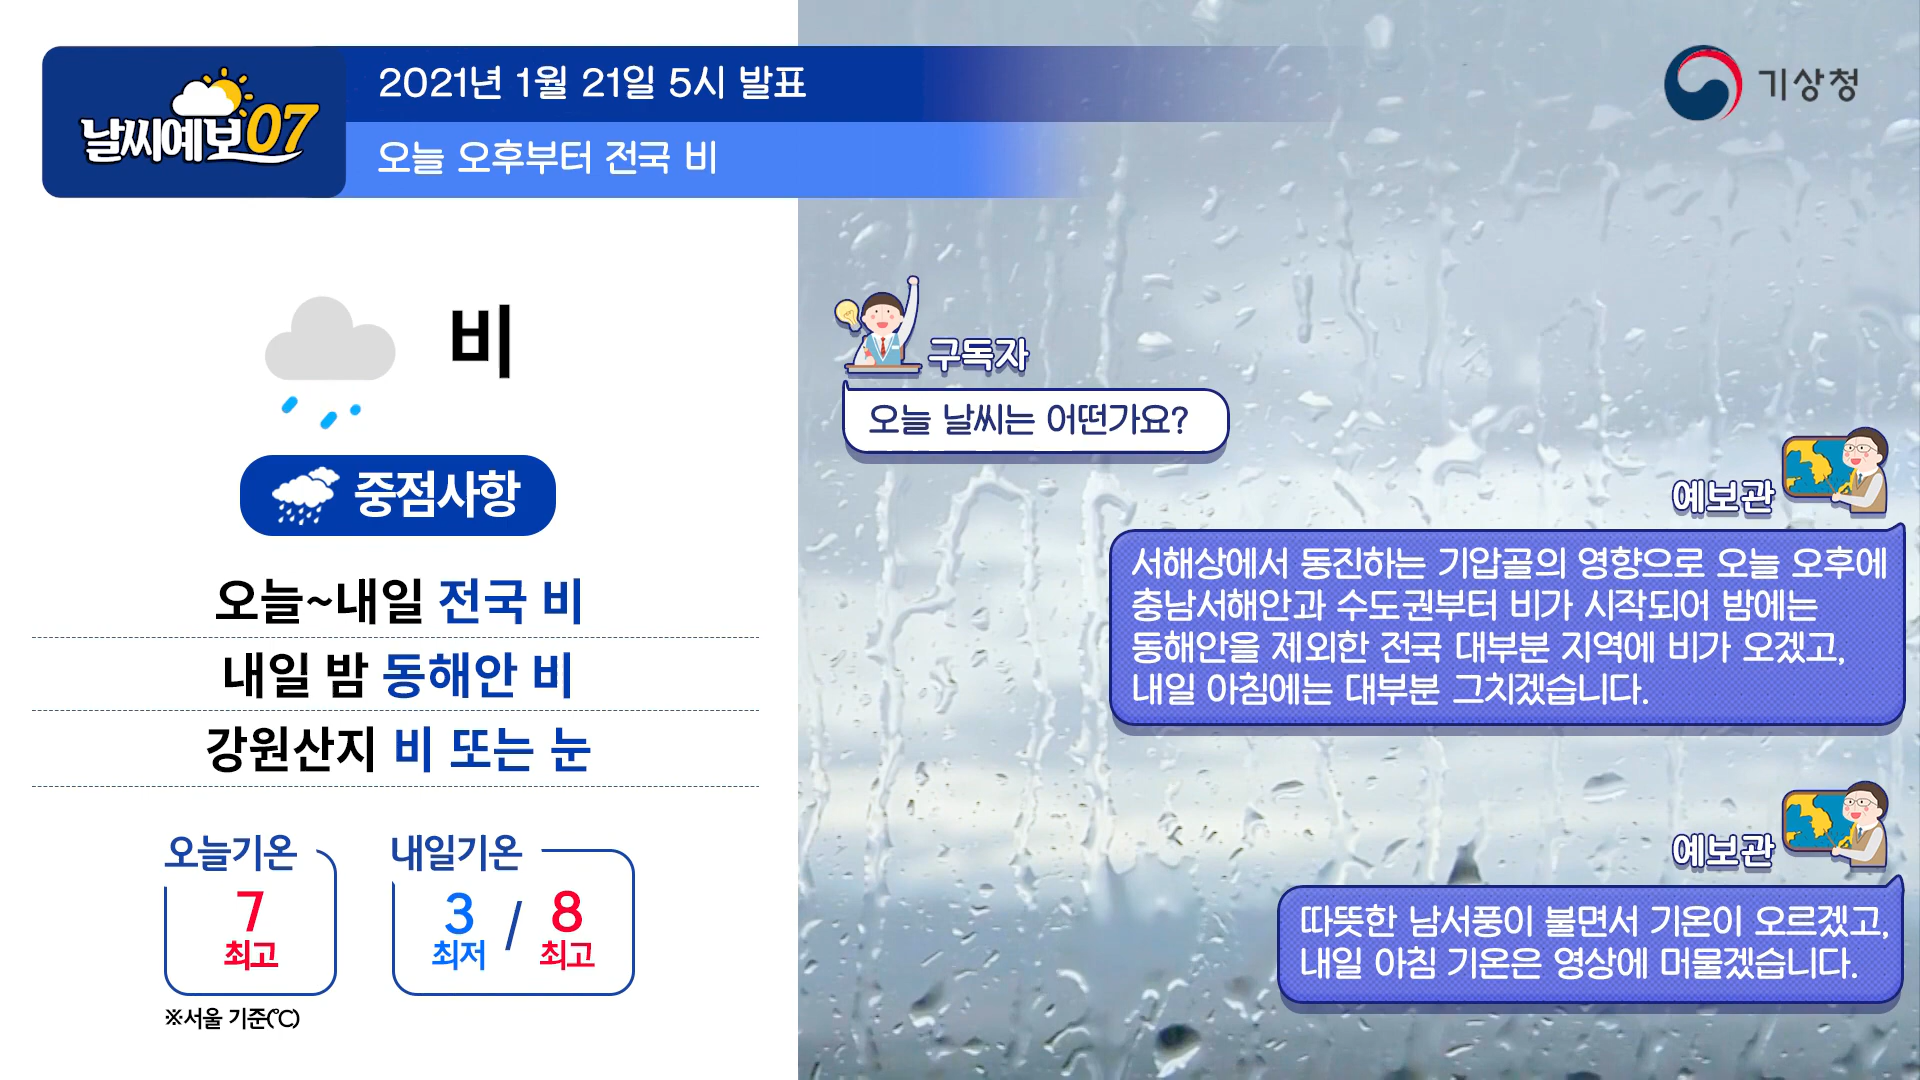 날씨예보07
2021년 1월 21일 5시 발표
오늘 오후부터 전국 비
기상청
비
중점사항
오늘~내일 전국 비
내일 밤 동해안 비
강원산지 비 또는 눈
오늘기온
7
최고
내일기온
3 / 8
최저 최고
※서울 기준(℃)
구독자
오늘 날씨는 어떤가요?
예보관
서해상에서 동진하는 기압골의 영향으로 오늘 오후에
충남서해안과 수도권부터 비가 시작되어 밤에는
동해안을 제외한 전국 대부분 지역에 비가 오겠고,
내일 아침에는 대부분 그치겠습니다.
예보관
따뜻한 남서풍이 불면서 기온이 오르겠고,
내일 아침 기온은 영상에 머물겠습니다.